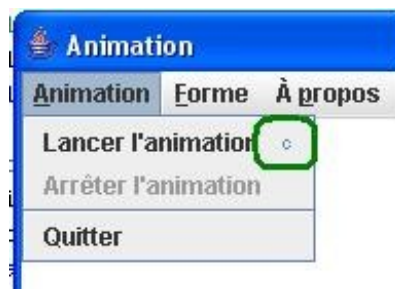 Animation
Animation Forme À propos
Lancer l'animation c
Arrêter l'animation
Quitter